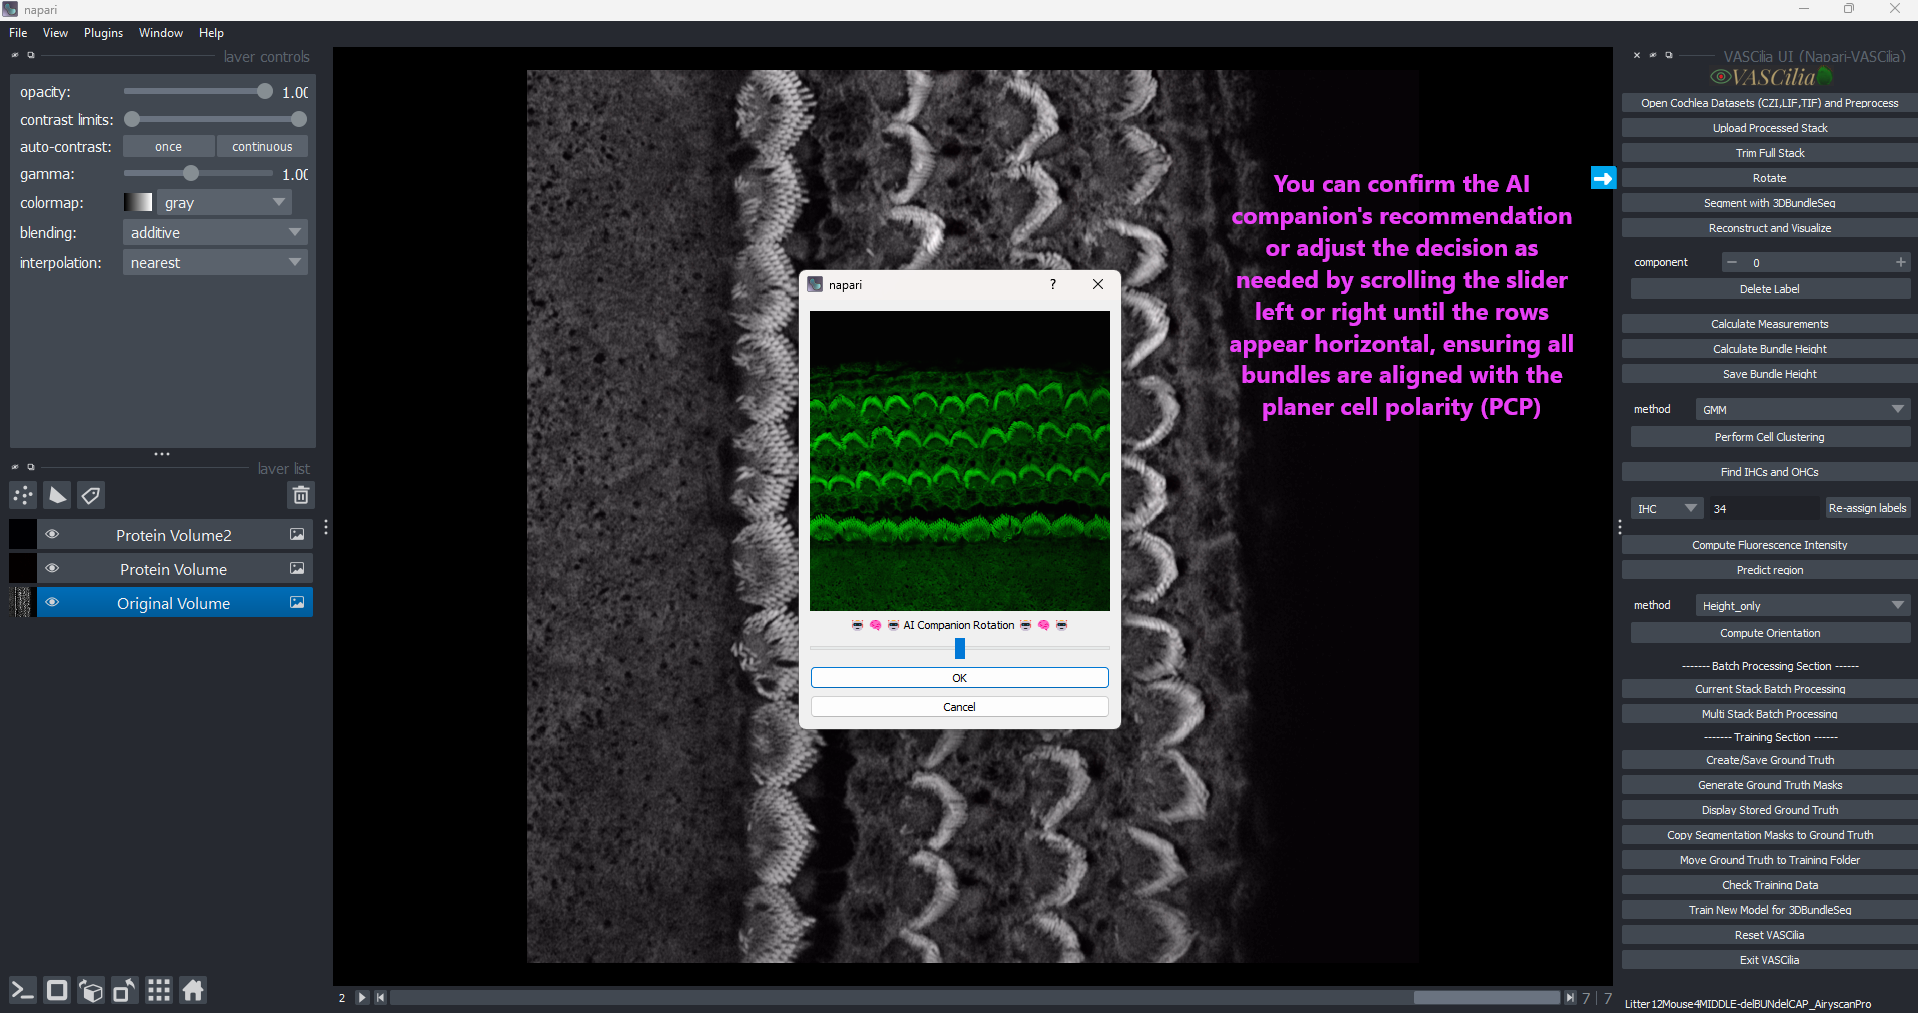 napari
File View Plugins Window Help
layer controls
opacity: 1.00
contrast limits:
auto-contrast: once continuous
gamma: 1.00
colormap: gray
blending: additive
interpolation: nearest
layer list
Protein Volume2
Protein Volume
Original Volume
You can confirm the AI
companion's recommendation
or adjust the decision as
needed by scrolling the slider
left or right until the rows
appear horizontal, ensuring all
bundles are aligned with the
planer cell polarity (PCP)
napari ?
AI Companion Rotation
OK
Cancel
2 7 | 7
VASCilia UI (Napari-VASCilia)
VASCilia
Open Cochlea Datasets (CZI,LIF,TIF) and Preprocess
Upload Processed Stack
Trim Full Stack
Rotate
Segment with 3DBundleSeg
Reconstruct and Visualize
component 0
Delete Label
Calculate Measurements
Calculate Bundle Height
Save Bundle Height
method GMM
Perform Cell Clustering
Find IHCs and OHCs
IHC 34 Re-assign labels
Compute Fluorescence Intensity
Predict region
method Height_only
Compute Orientation
------- Batch Processing Section ------
Current Stack Batch Processing
Multi Stack Batch Processing
------- Training Section ------
Create/Save Ground Truth
Generate Ground Truth Masks
Display Stored Ground Truth
Copy Segmentation Masks to Ground Truth
Move Ground Truth to Training Folder
Check Training Data
Train New Model for 3DBundleSeg
Reset VASCilia
Exit VASCilia
Litter12Mouse4MIDDLE-delBUNdelCAP_AiryscanPro